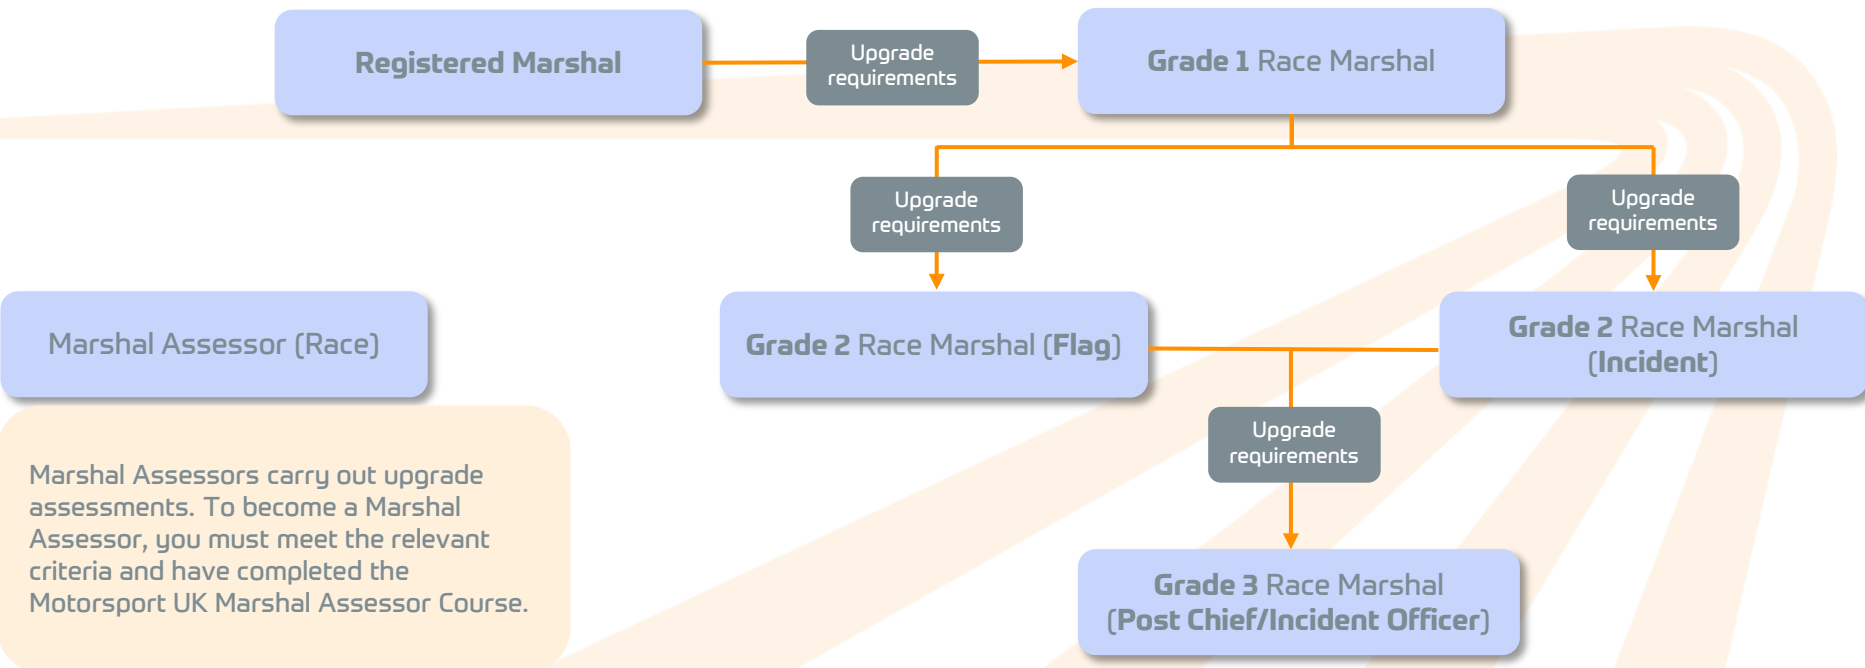 Registered Marshal
Upgrade
requirements
Grade 1 Race Marshal
Upgrade
requirements
Upgrade
requirements
Marshal Assessor (Race)
Grade 2 Race Marshal (Flag)
Grade 2 Race Marshal
(Incident)
Marshal Assessors carry out upgrade
assessments. To become a Marshal
Assessor, you must meet the relevant
criteria and have completed the
Motorsport UK Marshal Assessor Course.
Upgrade
requirements
Grade 3 Race Marshal
(Post Chief/Incident Officer)